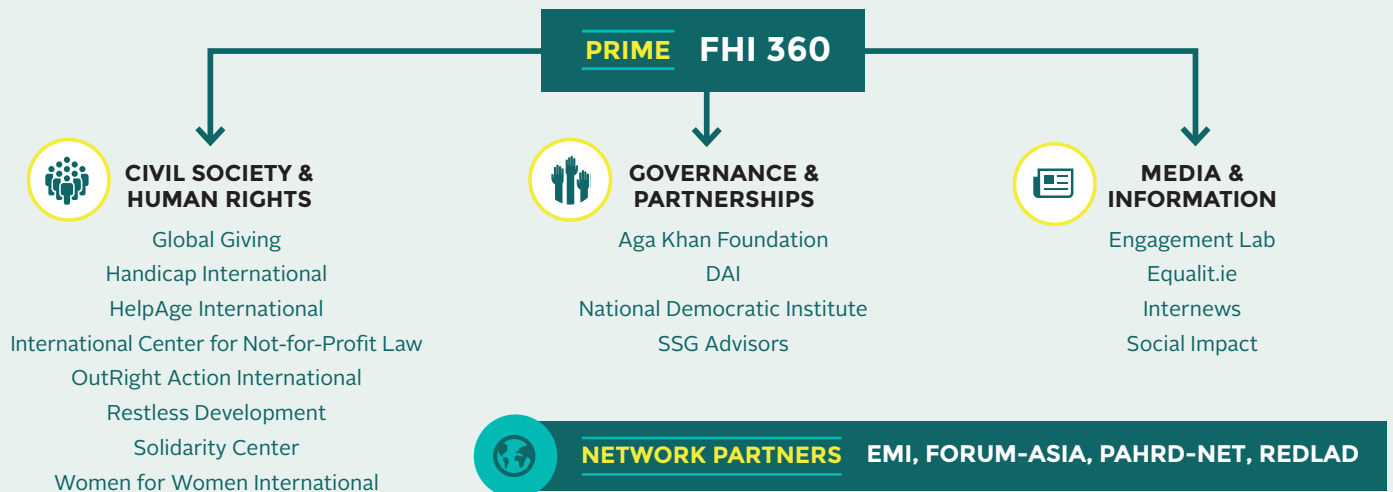 PRIME FHI 360
CIVIL SOCIETY &
HUMAN RIGHTS
Global Giving
Handicap International
HelpAge International
International Center for Not-for-Profit Law
OutRight Action International
Restless Development
Solidarity Center
Women for Women International
GOVERNANCE &
PARTNERSHIPS
Aga Khan Foundation
DAI
National Democratic Institute
SSG Advisors
MEDIA &
INFORMATION
Engagement Lab
Equalit.ie
Internews
Social Impact
NETWORK PARTNERS EMI, FORUM-ASIA, PAHRD-NET, REDLAD